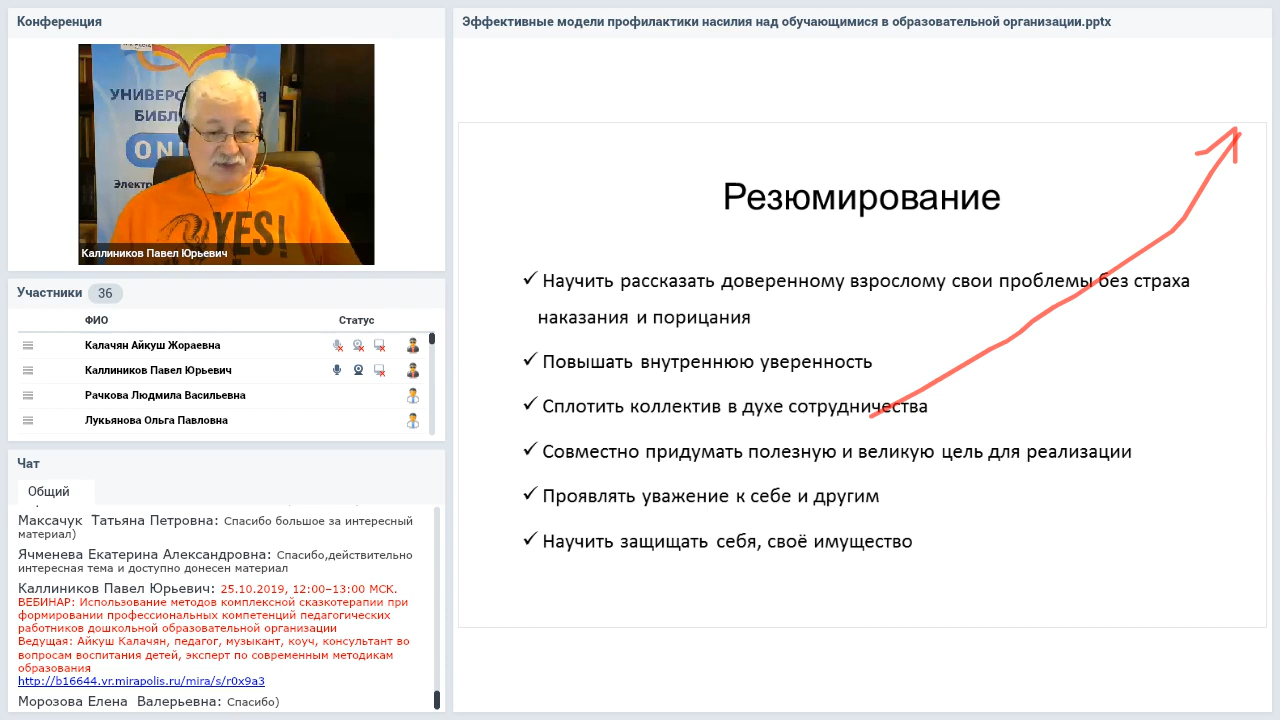 Конференция
УНИВЕРС
БИБЛ
ONL
Электр
YES!
Каллиников Павел Юрьевич
Участники 36
ФИО Статус
Калачян Айкуш Жораевна
Каллиников Павел Юрьевич
Рачкова Людмила Васильевна
Лукьянова Ольга Павловна
Чат
Общий
Максачук Татьяна Петровна: Спасибо большое за интересный
материал)
Ячменева Екатерина Александровна: Спасибо,действительно
интересная тема и доступно донесен материал
Каллиников Павел Юрьевич: 25.10.2019, 12:00–13:00 МСК.
ВЕБИНАР: Использование методов комплексной сказкотерапии при
формировании профессиональных компетенций педагогических
работников дошкольной образовательной организации
Ведущая: Айкуш Калачян, педагог, музыкант, коуч, консультант во
вопросам воспитания детей, эксперт по современным методикам
образования
http://b16644.vr.mirapolis.ru/mira/s/r0x9a3
Морозова Елена Валерьевна: Спасибо)
Эффективные модели профилактики насилия над обучающимися в образовательной организации.pptx
Резюмирование
✓ Научить рассказать доверенному взрослому свои проблемы без страха
наказания и порицания
✓ Повышать внутреннюю уверенность
✓ Сплотить коллектив в духе сотрудничества
✓ Совместно придумать полезную и великую цель для реализации
✓ Проявлять уважение к себе и другим
✓ Научить защищать себя, своё имущество